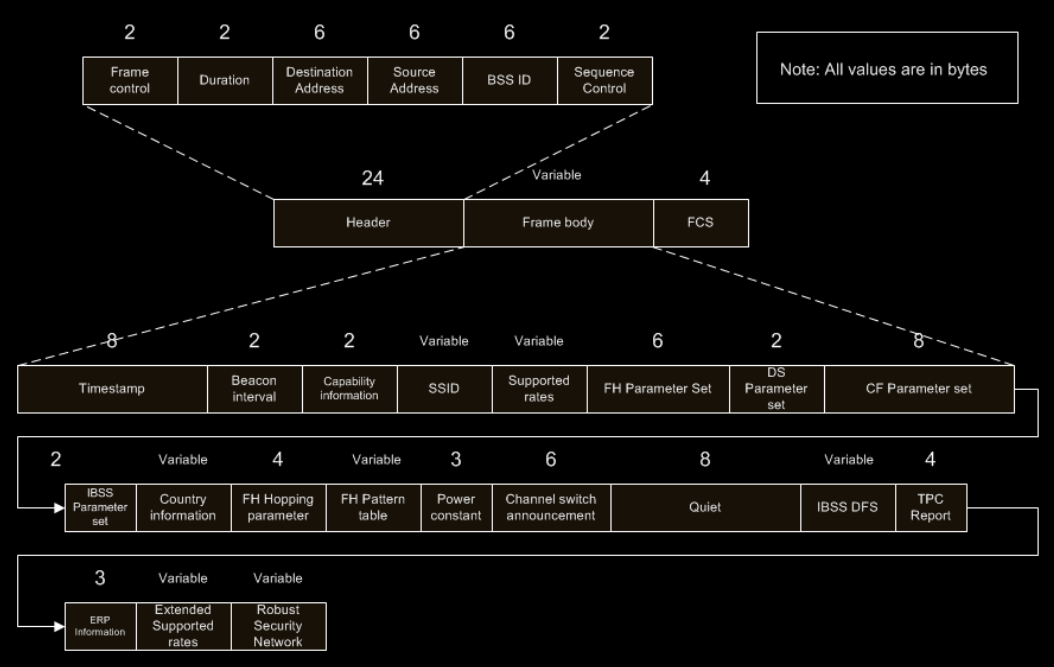 2 2 6 6 6 2
Frame
control
Duration
Destination
Address
Source
Address
BSS ID
Sequence
Control
Note: All values are in bytes
24 Variable 4
Header
Frame body
FCS
8 2 2 Variable Variable 6 2 8
Timestamp
Beacon
interval
Capability
information
SSID
Supported
rates
FH Parameter Set
DS
Parameter
set
CF Parameter set
2 Variable 4 Variable 3 6 8 Variable 4
IBSS
Parameter
set
Country
information
FH Hopping
parameter
FH Pattern
table
Power
constant
Channel switch
announcement
Quiet
IBSS DFS
TPC
Report
3 Variable Variable
ERP
Information
Extended
Supported
rates
Robust
Security
Network